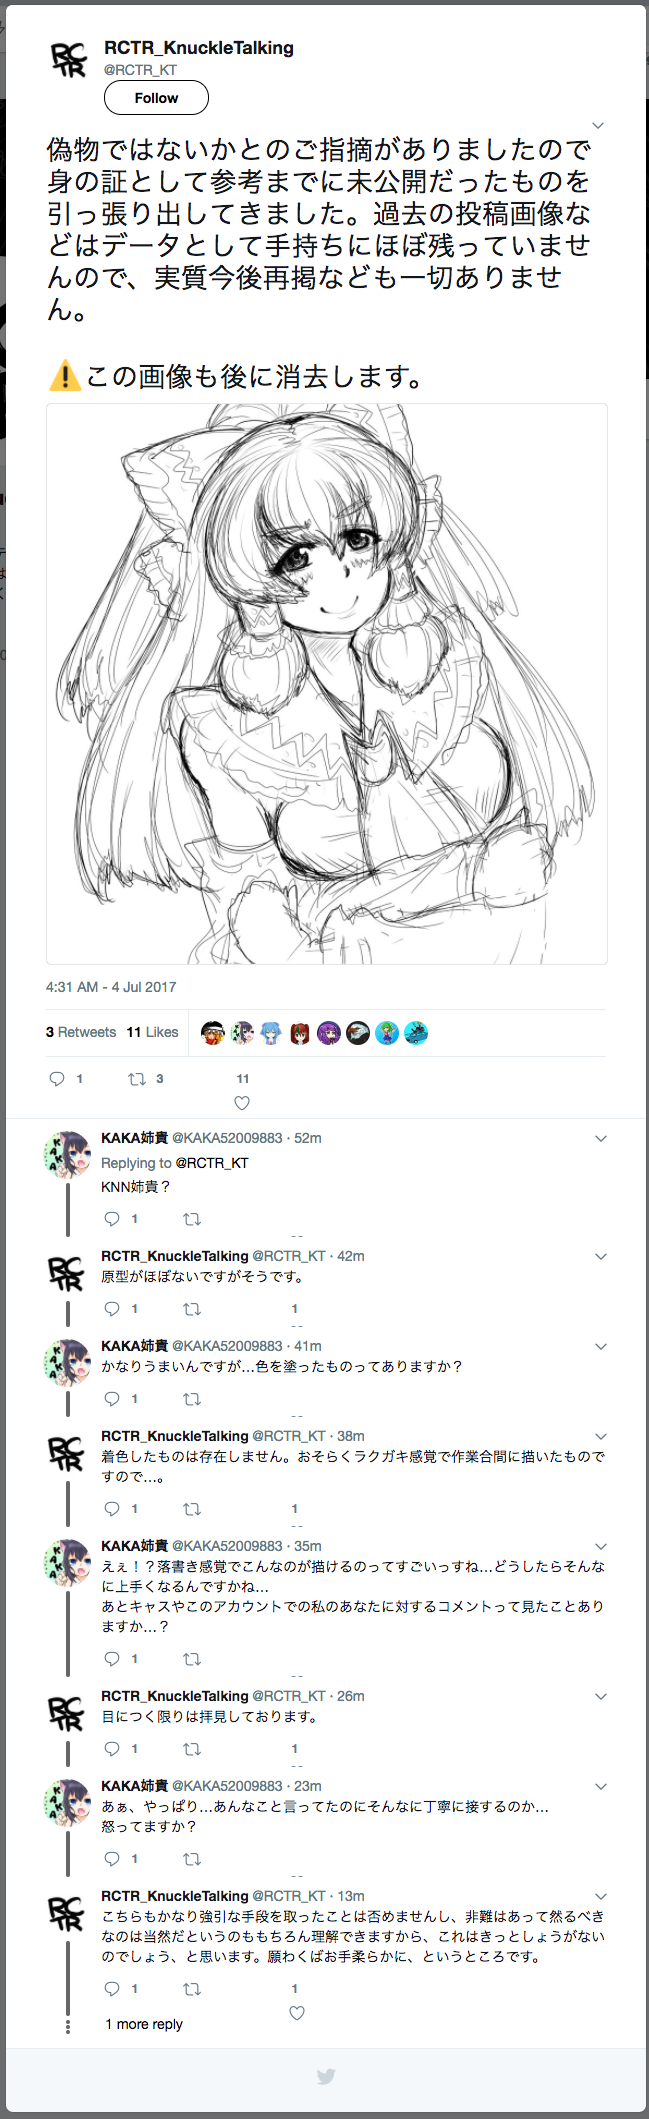 RCTR_KnuckleTalking
@RCTR_KT
Follow
偽物ではないかとのご指摘がありましたので
身の証として参考までに未公開だったものを
引っ張り出してきました。過去の投稿画像な
どはデータとして手持ちにほぼ残っていませ
んので、実質今後再掲なども一切ありませ
ん。
⚠️この画像も後に消去します。
4:31 AM - 4 Jul 2017
3 Retweets 11 Likes
1 3 11
KAKA姉貴 @KAKA52009883 · 52m
Replying to @RCTR_KT
KNN姉貴？
1
RCTR_KnuckleTalking @RCTR_KT · 42m
原型がほぼないですがそうです。
1 1
KAKA姉貴 @KAKA52009883 · 41m
かなりうまいんですが…色を塗ったものってありますか？
1
RCTR_KnuckleTalking @RCTR_KT · 38m
着色したものは存在しません。おそらくラクガキ感覚で作業合間に描いたもので
すので…。
1 1
KAKA姉貴 @KAKA52009883 · 35m
えぇ！？落書き感覚でこんなのが描けるのってすごいっすね…どうしたらそんな
に上手くなるんですかね…
あとキャスやこのアカウントでの私のあなたに対するコメントって見たことあり
ますか…？
1
RCTR_KnuckleTalking @RCTR_KT · 26m
目につく限りは拝見しております。
1 1
KAKA姉貴 @KAKA52009883 · 23m
あぁ、やっぱり…あんなこと言ってたのにそんなに丁寧に接するのか…
怒ってますか？
1
RCTR_KnuckleTalking @RCTR_KT · 13m
こちらもかなり強引な手段を取ったことは否めませんし、非難はあって然るべき
なのは当然だというのももちろん理解できますから、これはきっとしょうがない
のでしょう、と思います。願わくばお手柔らかに、というところです。
1 1
1 more reply